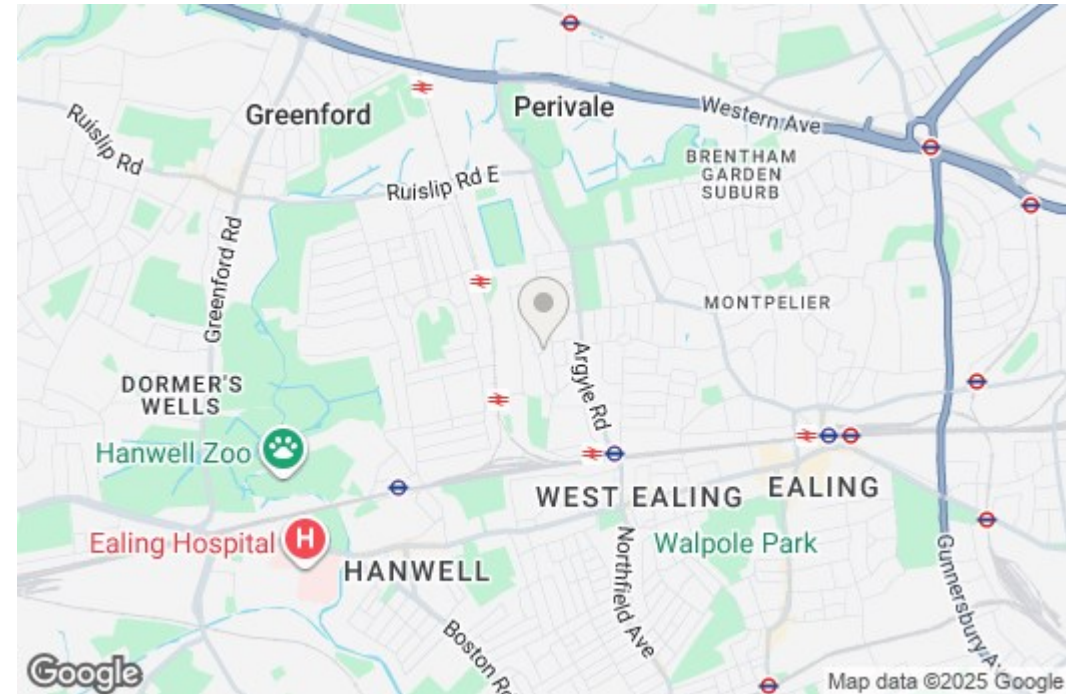 Greenford
Perivale
Western Ave
Ruislip Rd
BRENTHAM
GARDEN
SUBURB
Ruislip Rd E
Greenford Rd
MONTPELIER
Argyle Rd
DORMER'S
WELLS
Hanwell Zoo
WEST EALING
EALING
Ealing Hospital
H
Walpole Park
HANWELL
Northfield Ave
Gunnersbury A
Boston R
Google
Map data ©2025 Google